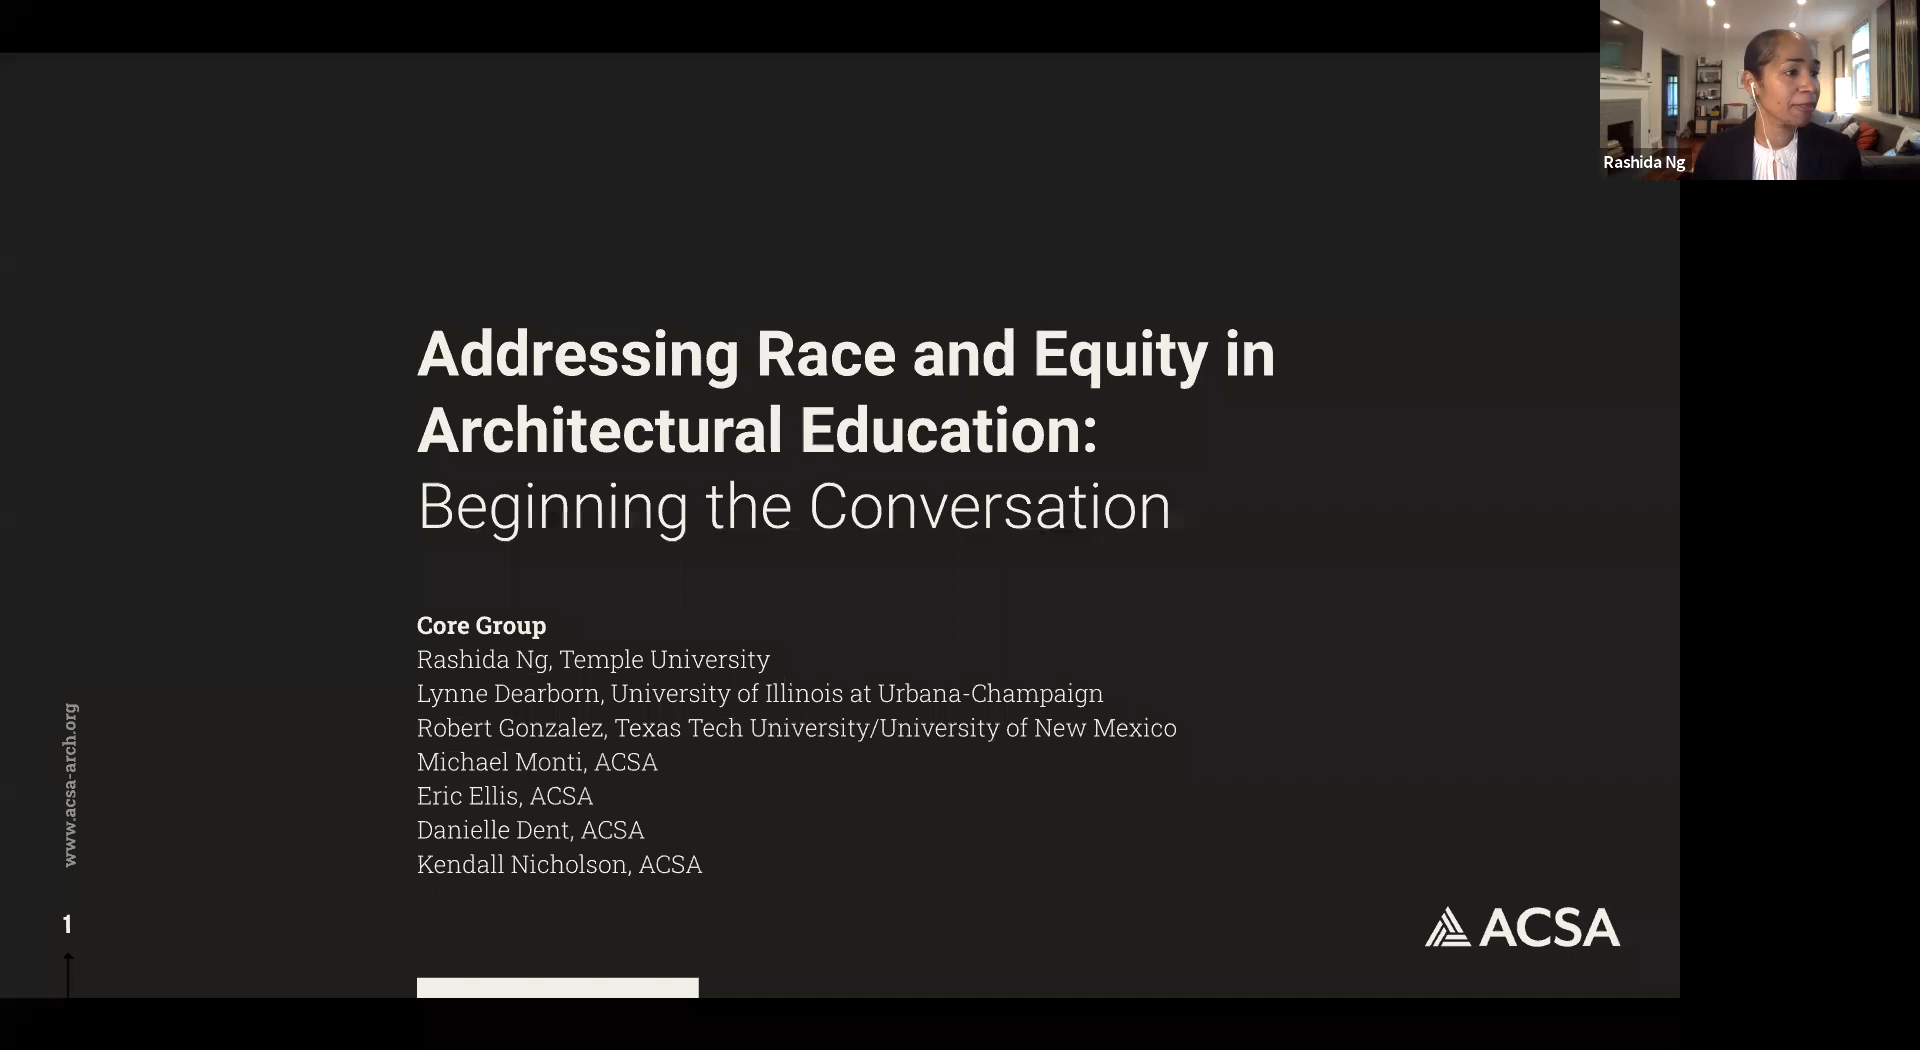 Rashida Ng
Addressing Race and Equity in
Architectural Education:
Beginning the Conversation
Core Group
Rashida Ng, Temple University
Lynne Dearborn, University of Illinois at Urbana-Champaign
Robert Gonzalez, Texas Tech University/University of New Mexico
Michael Monti, ACSA
Eric Ellis, ACSA
Danielle Dent, ACSA
Kendall Nicholson, ACSA
www.acsa-arch.org
1
ACSA